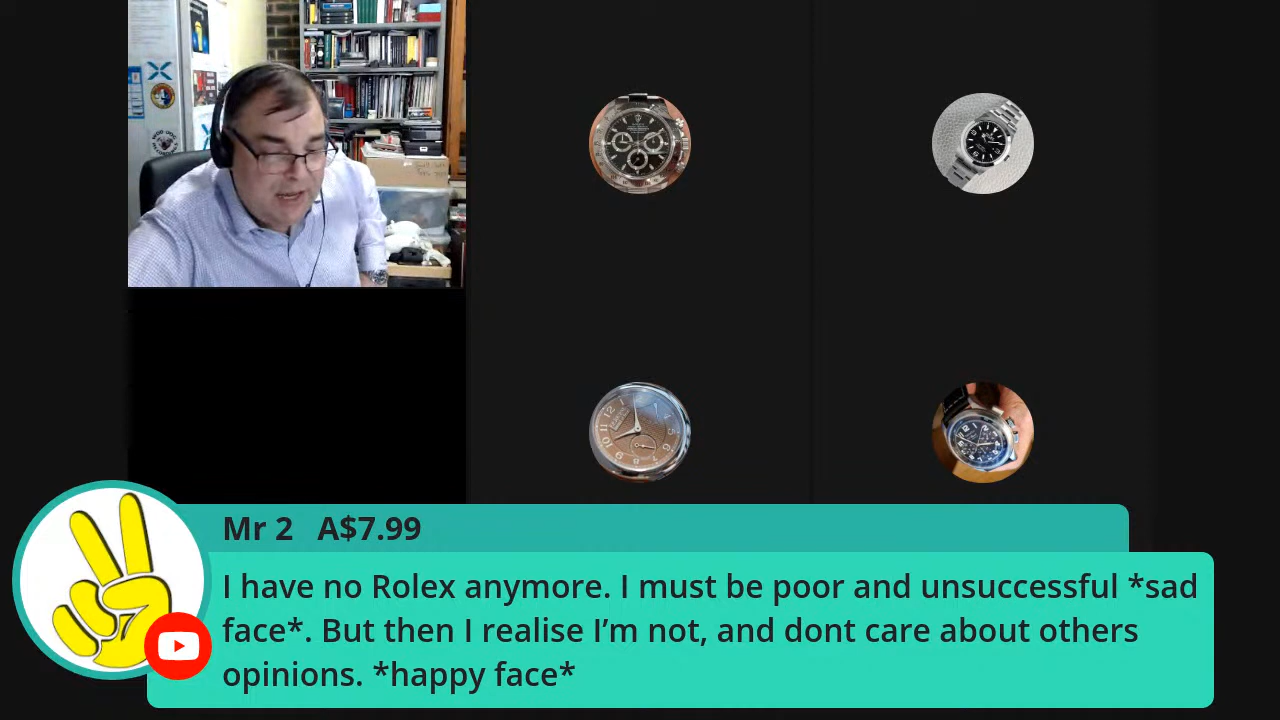 Mr 2 A$7.99
I have no Rolex anymore. I must be poor and unsuccessful *sad
face*. But then I realise I’m not, and dont care about others
opinions. *happy face*